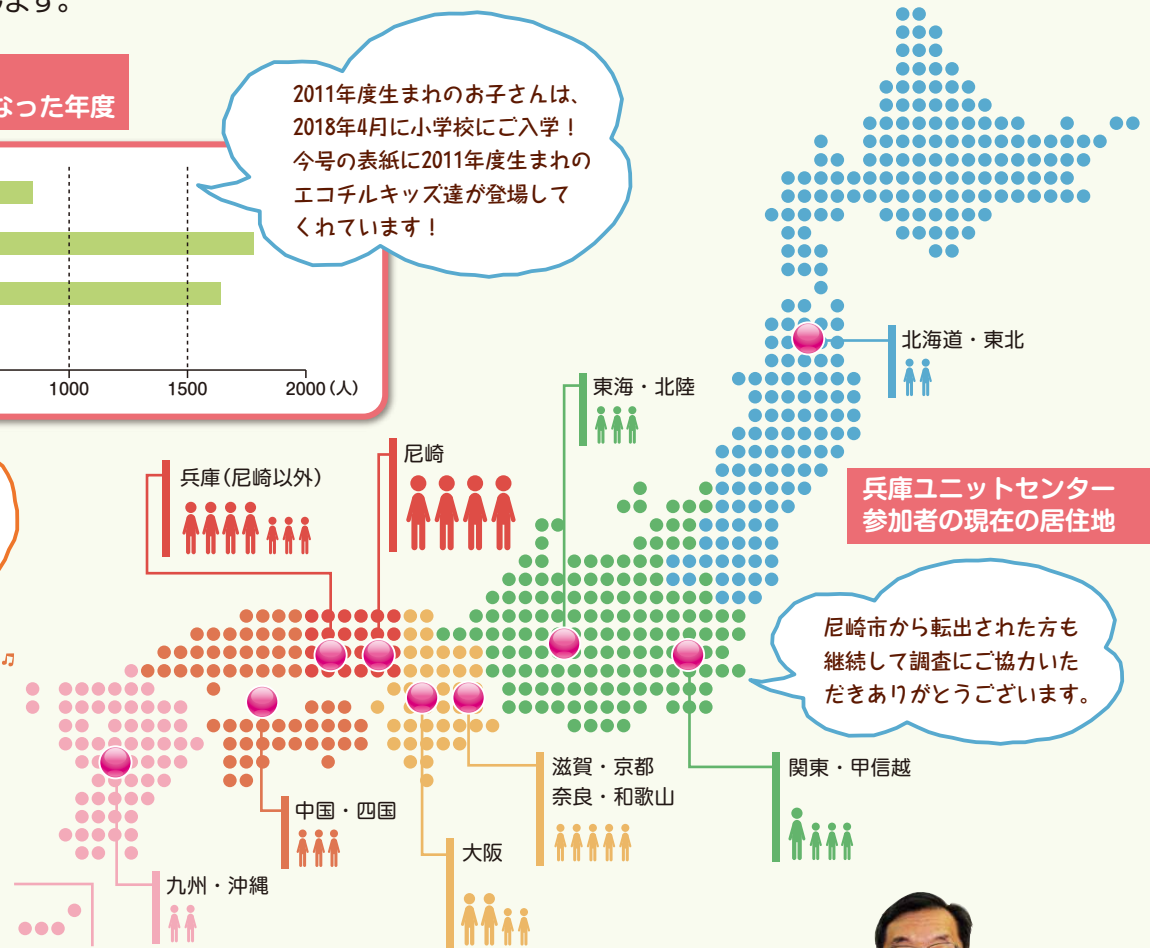 ります。
なった年度
2011年度生まれのお子さんは、
2018年4月に小学校にご入学！
今号の表紙に2011年度生まれの
エコチルキッズ達が登場して
くれています！
1000
1500
2000（人）
北海道・東北
東海・北陸
尼崎
兵庫（尼崎以外）
兵庫ユニットセンター
参加者の現在の居住地
尼崎市から転出された方も
継続して調査にご協力いた
だきありがとうございます。
滋賀・京都
奈良・和歌山
関東・甲信越
中国・四国
大阪
九州・沖縄